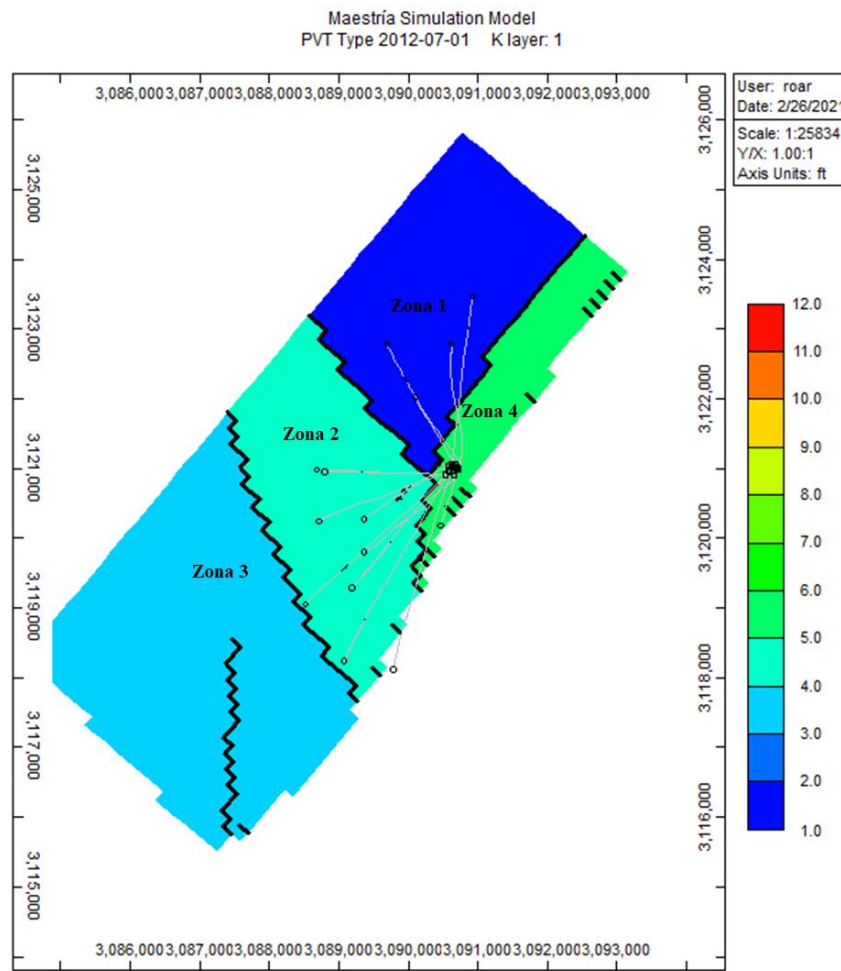 Maestría Simulation Model
PVT Type 2012-07-01 K layer: 1
User: roar
Date: 2/26/2021
Scale: 1:25834
Y/X: 1.00:1
Axis Units: ft
3,086,000 3,087,000 3,088,000 3,089,000 3,090,000 3,091,000 3,092,000 3,093,000
3,126,000
3,125,000
3,124,000
3,123,000
3,122,000
3,121,000
3,120,000
3,119,000
3,118,000
3,117,000
3,116,000
3,115,000
Zona 1
Zona 4
Zona 2
Zona 3
12.0
11.0
10.0
9.0
8.0
7.0
6.0
5.0
4.0
3.0
2.0
1.0
3,086,000 3,087,000 3,088,000 3,089,000 3,090,000 3,091,000 3,092,000 3,093,000